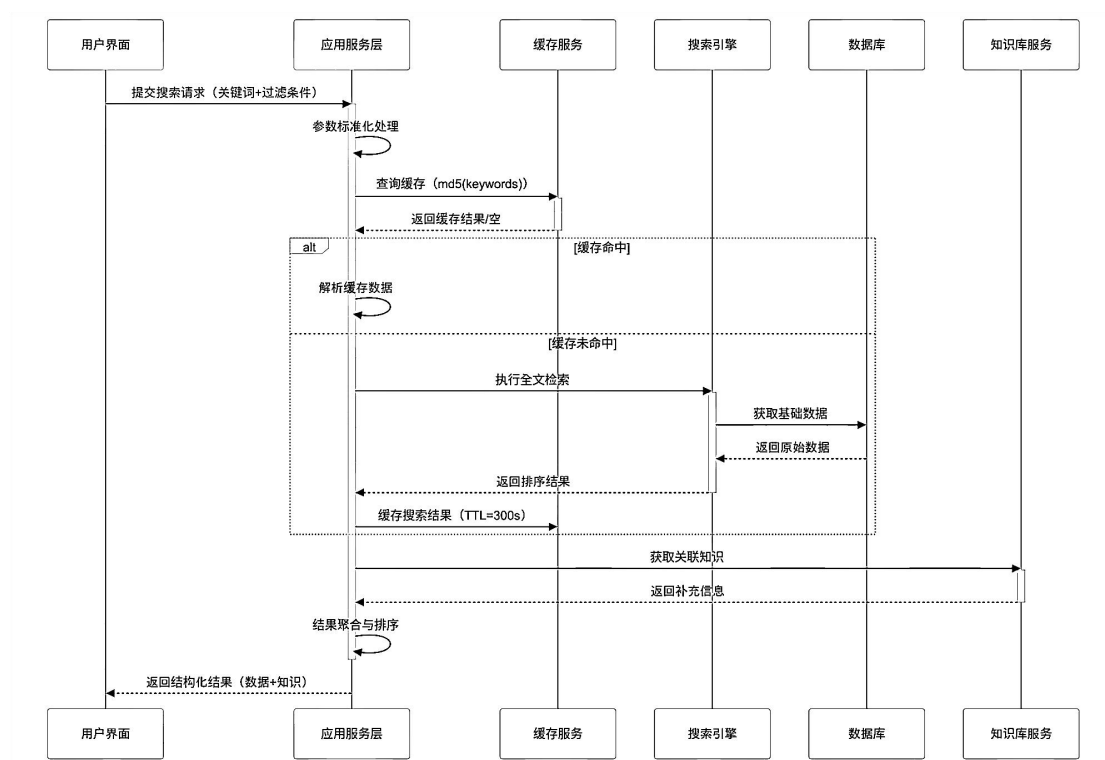 用户界面
应用服务层
缓存服务
搜索引擎
数据库
知识库服务
提交搜索请求（关键词+过滤条件）
参数标准化处理
查询缓存（md5(keywords)）
返回缓存结果/空
alt
[缓存命中]
解析缓存数据
[缓存未命中]
执行全文检索
获取基础数据
返回原始数据
返回排序结果
缓存搜索结果（TTL=300s）
获取关联知识
返回补充信息
结果聚合与排序
返回结构化结果（数据+知识）
用户界面
应用服务层
缓存服务
搜索引擎
数据库
知识库服务